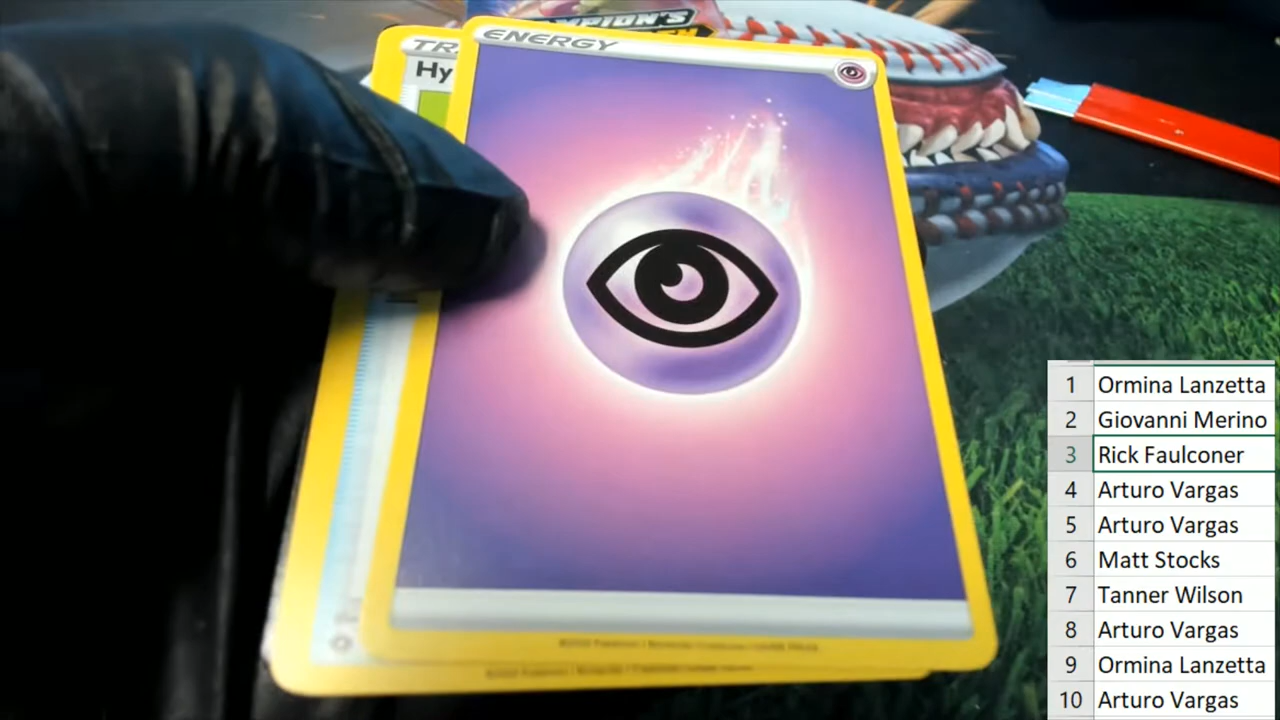 CHAMPION'S
TR
Hy
ENERGY
1 Ormina Lanzetta
2 Giovanni Merino
3 Rick Faulconer
4 Arturo Vargas
5 Arturo Vargas
6 Matt Stocks
7 Tanner Wilson
8 Arturo Vargas
9 Ormina Lanzetta
10 Arturo Vargas